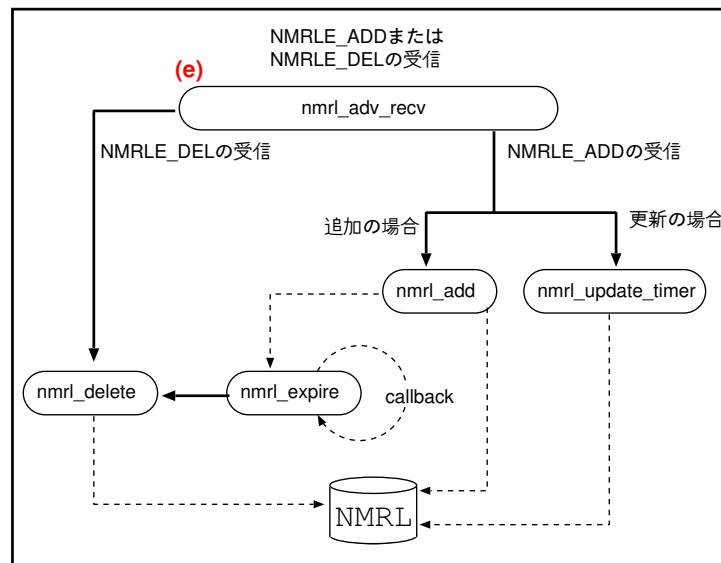 NMRLE_ADDまたは
NMRLE_DELの受信
(e)
nmrl_adv_recv
NMRLE_DELの受信
NMRLE_ADDの受信
追加の場合
更新の場合
nmrl_add
nmrl_update_timer
nmrl_delete
nmrl_expire
callback
NMRL